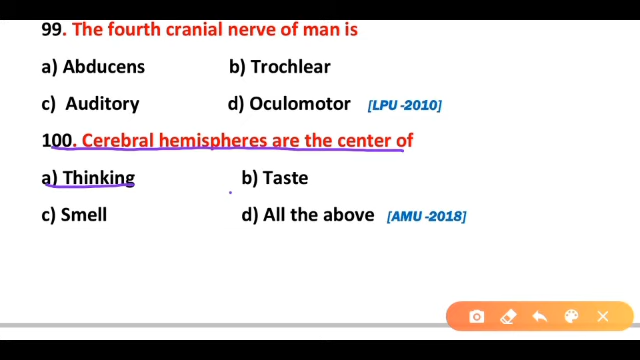 99. The fourth cranial nerve of man is
a) Abducens b) Trochlear
c) Auditory d) Oculomotor [LPU -2010]
100. Cerebral hemispheres are the center of
a) Thinking b) Taste
c) Smell d) All the above [AMU -2018]